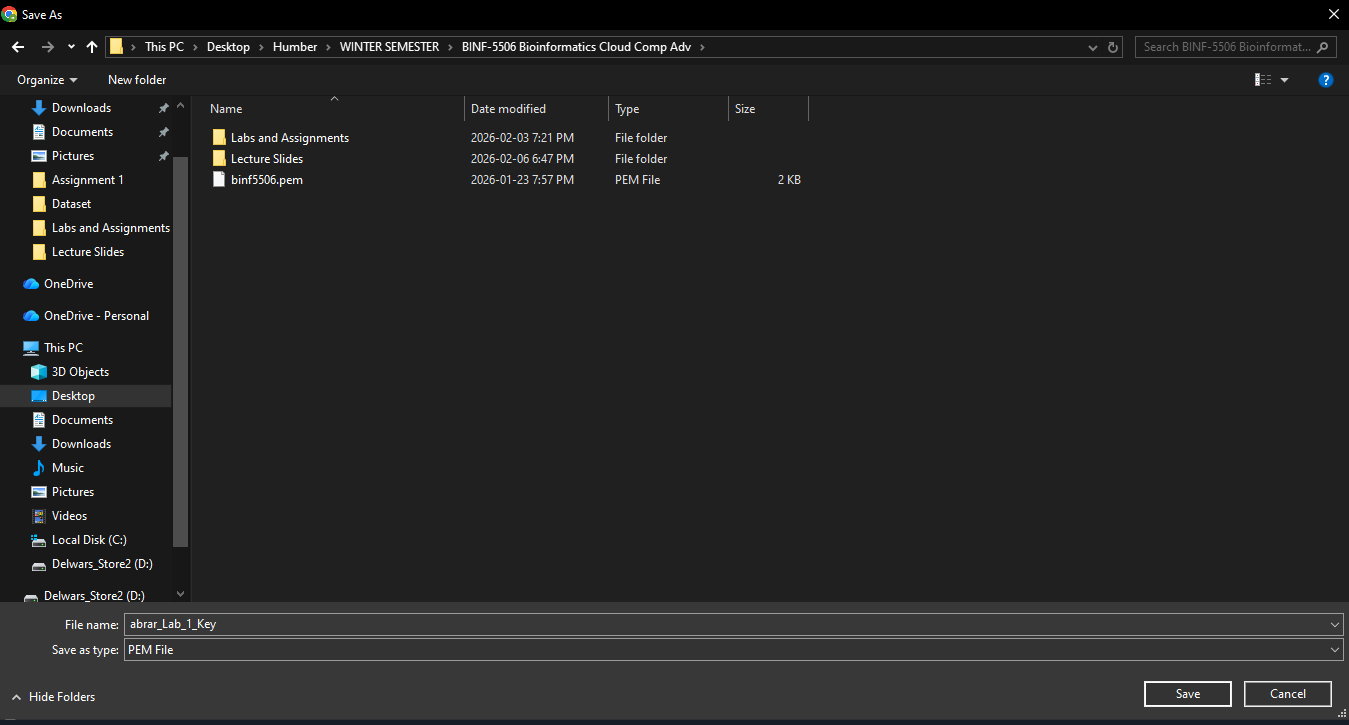 Save As
This PC > Desktop > Humber > WINTER SEMESTER > BINF-5506 Bioinformatics Cloud Comp Adv >
Search BINF-5506 Bioinformat...
Organize
New folder
Downloads
Documents
Pictures
Assignment 1
Dataset
Labs and Assignments
Lecture Slides
OneDrive
OneDrive - Personal
This PC
3D Objects
Desktop
Documents
Downloads
Music
Pictures
Videos
Local Disk (C:)
Delwars_Store2 (D:)
Delwars_Store2 (D:)
Name Date modified Type Size
Labs and Assignments 2026-02-03 7:21 PM File folder
Lecture Slides 2026-02-06 6:47 PM File folder
binf5506.pem 2026-01-23 7:57 PM PEM File 2 KB
File name: abrar_Lab_1_Key
Save as type: PEM File
Hide Folders
Save
Cancel